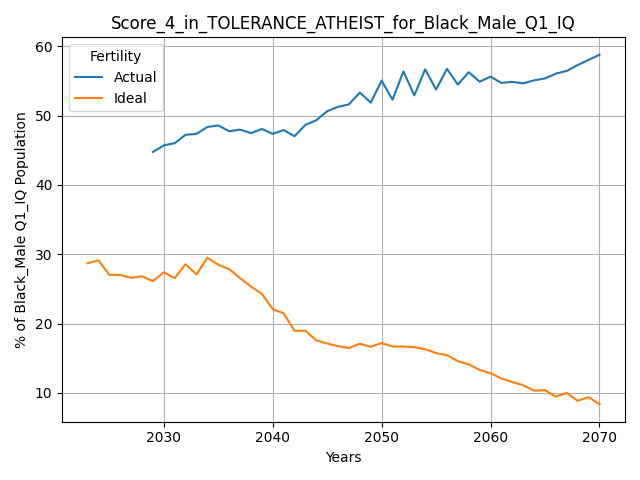 Score_4_in_TOLERANCE_ATHEIST_for_Black_Male_Q1_IQ
60
50
40
30
20
10
% of Black_Male Q1_IQ Population
Fertility
Actual
Ideal
2030
2040
2050
2060
2070
Years